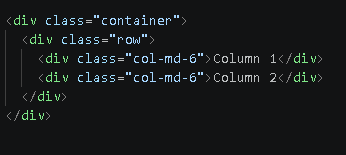 <div class="container">
  <div class="row">
    <div class="col-md-6">Column 1</div>
    <div class="col-md-6">Column 2</div>
  </div>
</div>